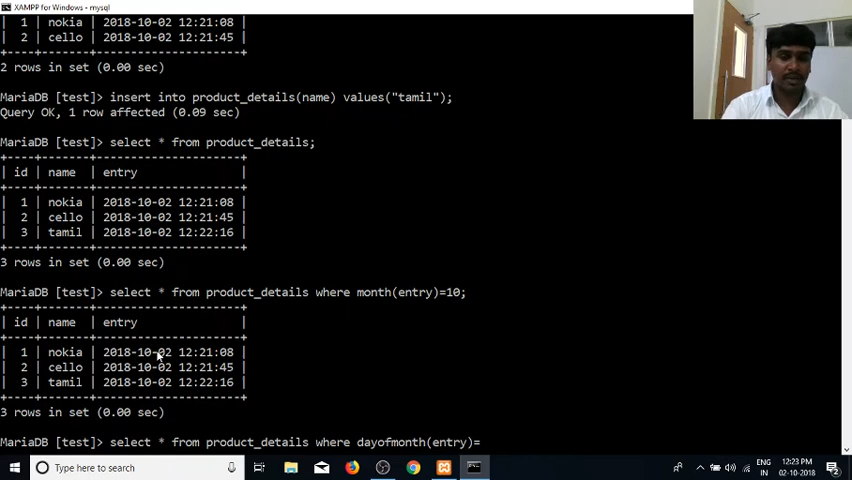 XAMPP for Windows - mysql
| 1 | nokia | 2018-10-02 12:21:08 |
| 2 | cello | 2018-10-02 12:21:45 |
+----+-------+---------------------+
2 rows in set (0.00 sec)
MariaDB [test]> insert into product_details(name) values("tamil");
Query OK, 1 row affected (0.09 sec)
MariaDB [test]> select * from product_details;
+----+-------+---------------------+
| id | name | entry |
+----+-------+---------------------+
| 1 | nokia | 2018-10-02 12:21:08 |
| 2 | cello | 2018-10-02 12:21:45 |
| 3 | tamil | 2018-10-02 12:22:16 |
+----+-------+---------------------+
3 rows in set (0.00 sec)
MariaDB [test]> select * from product_details where month(entry)=10;
+----+-------+---------------------+
| id | name | entry |
+----+-------+---------------------+
| 1 | nokia | 2018-10-02 12:21:08 |
| 2 | cello | 2018-10-02 12:21:45 |
| 3 | tamil | 2018-10-02 12:22:16 |
+----+-------+---------------------+
3 rows in set (0.00 sec)
MariaDB [test]> select * from product_details where dayofmonth(entry)=
Type here to search
ENG
IN
12:23 PM
02-10-2018
2